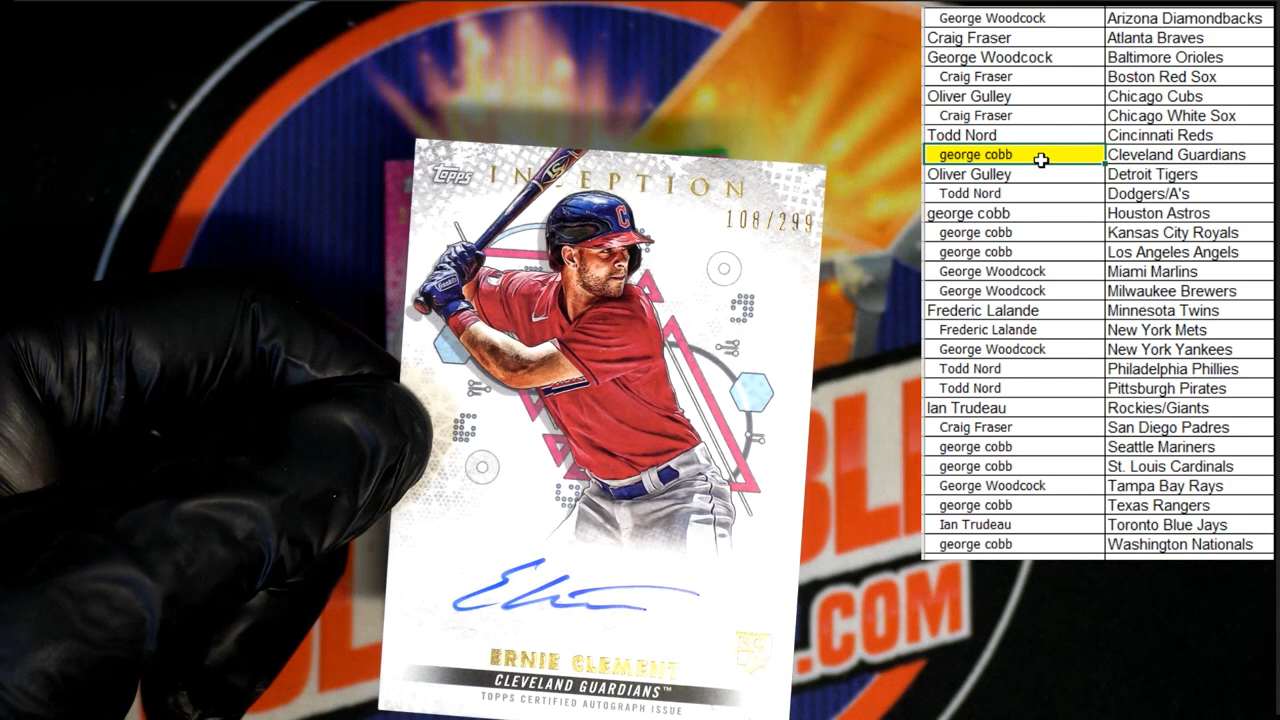 Topps INCEPTION
108/299
C
Franklin
ERNIE CLEMENT
RC
CLEVELAND GUARDIANS™
TOPPS CERTIFIED AUTOGRAPH ISSUE
BL
.COM
George Woodcock Arizona Diamondbacks
Craig Fraser Atlanta Braves
George Woodcock Baltimore Orioles
Craig Fraser Boston Red Sox
Oliver Gulley Chicago Cubs
Craig Fraser Chicago White Sox
Todd Nord Cincinnati Reds
george cobb Cleveland Guardians
Oliver Gulley Detroit Tigers
Todd Nord Dodgers/A's
george cobb Houston Astros
george cobb Kansas City Royals
george cobb Los Angeles Angels
George Woodcock Miami Marlins
George Woodcock Milwaukee Brewers
Frederic Lalande Minnesota Twins
Frederic Lalande New York Mets
George Woodcock New York Yankees
Todd Nord Philadelphia Phillies
Todd Nord Pittsburgh Pirates
Ian Trudeau Rockies/Giants
Craig Fraser San Diego Padres
george cobb Seattle Mariners
george cobb St. Louis Cardinals
George Woodcock Tampa Bay Rays
george cobb Texas Rangers
Ian Trudeau Toronto Blue Jays
george cobb Washington Nationals